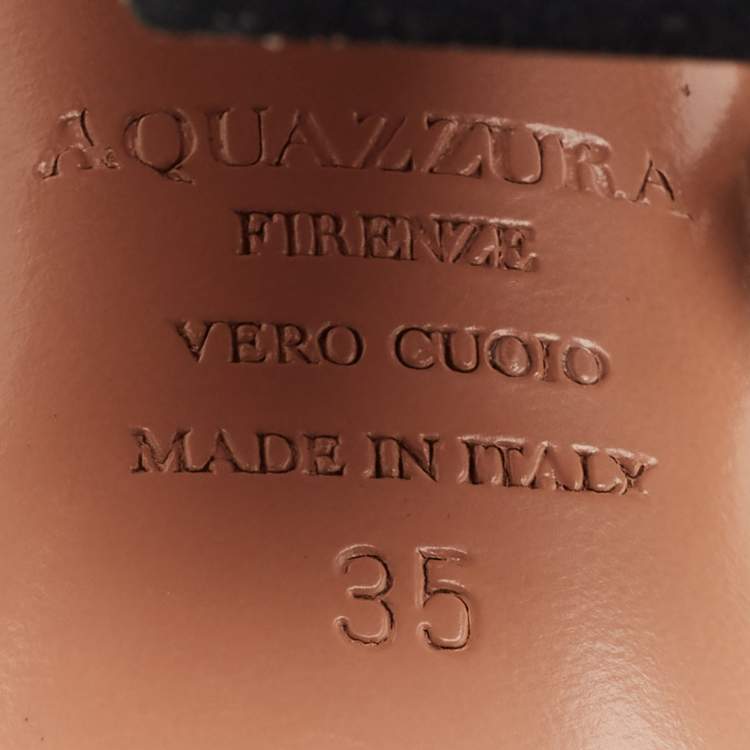 AQUAZZURA
FIRENZE
VERO CUOIO
MADE IN ITALY
35